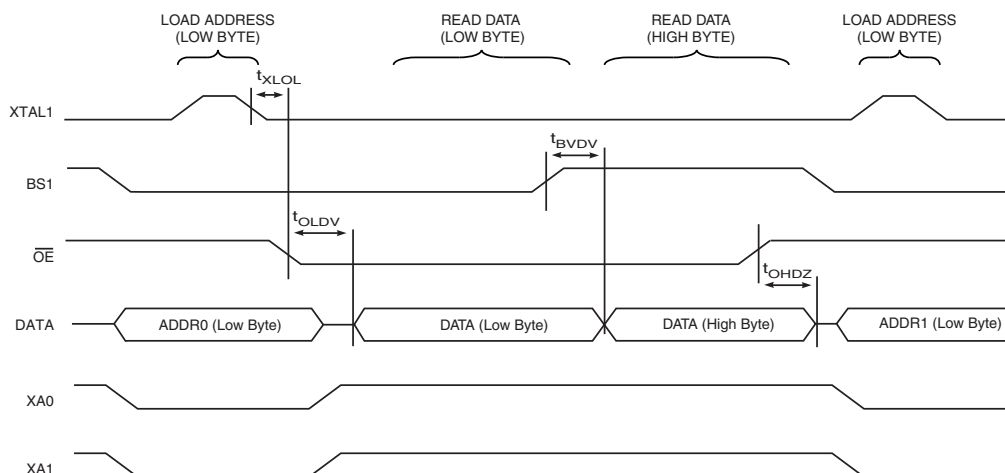 LOAD ADDRESS
(LOW BYTE)
READ DATA
(LOW BYTE)
READ DATA
(HIGH BYTE)
LOAD ADDRESS
(LOW BYTE)
tXLOL
XTAL1
tBVDV
BS1
tOLDV
OE
tOHDZ
DATA
ADDR0 (Low Byte)
DATA (Low Byte)
DATA (High Byte)
ADDR1 (Low Byte)
XA0
XA1